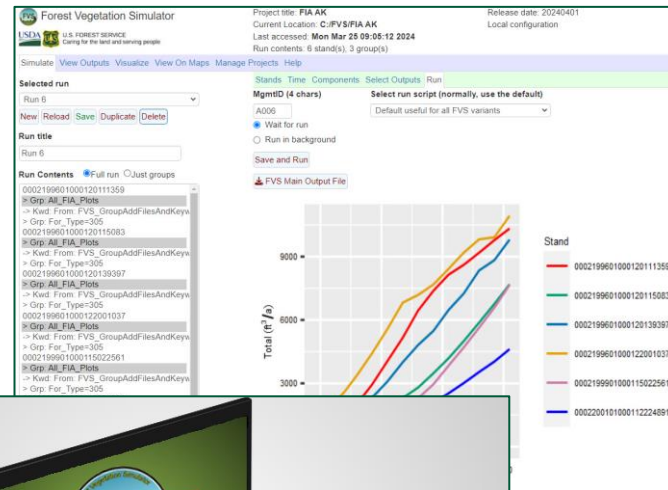 Forest Vegetation Simulator
USDA U.S. FOREST SERVICE
Caring for the land and serving people
Project title: FIA AK
Current Location: C:/FVS/FIA AK
Last accessed: Mon Mar 25 09:05:12 2024
Run contents: 6 stand(s), 3 group(s)
Release date: 20240401
Local configuration
Simulate View Outputs Visualize View On Maps Manage Projects Help
Selected run
Run 6
New Reload Save Duplicate Delete
Run title
Run 6
Run Contents Full run Just groups
0002199601000120111359
> Grp: All_FIA_Plots
-> Kwd: From: FVS_GroupAddFilesAndKeyw
> Grp: For_Type=305
0002199601000120115083
> Grp: All_FIA_Plots
-> Kwd: From: FVS_GroupAddFilesAndKeyw
> Grp: For_Type=305
0002199601000120139397
> Grp: All_FIA_Plots
-> Kwd: From: FVS_GroupAddFilesAndKeyw
> Grp: For_Type=305
0002199601000122001037
> Grp: All_FIA_Plots
-> Kwd: From: FVS_GroupAddFilesAndKeyw
> Grp: For_Type=305
0002199901000115022561
> Grp: All_FIA_Plots
-> Kwd: From: FVS_GroupAddFilesAndKeyw
> Grp: For_Type=305
Stands Time Components Select Outputs Run
MgmtID (4 chars) Select run script (normally, use the default)
A006 Default useful for all FVS variants
Wait for run
Run in background
Save and Run
FVS Main Output File
9000
6000
3000
Total (ft³/a)
Stand
0002199601000120111359
0002199601000120115083
0002199601000120139397
0002199601000122001037
0002199901000115022561
0002200101000112224891
Forest Vegetation Simulator